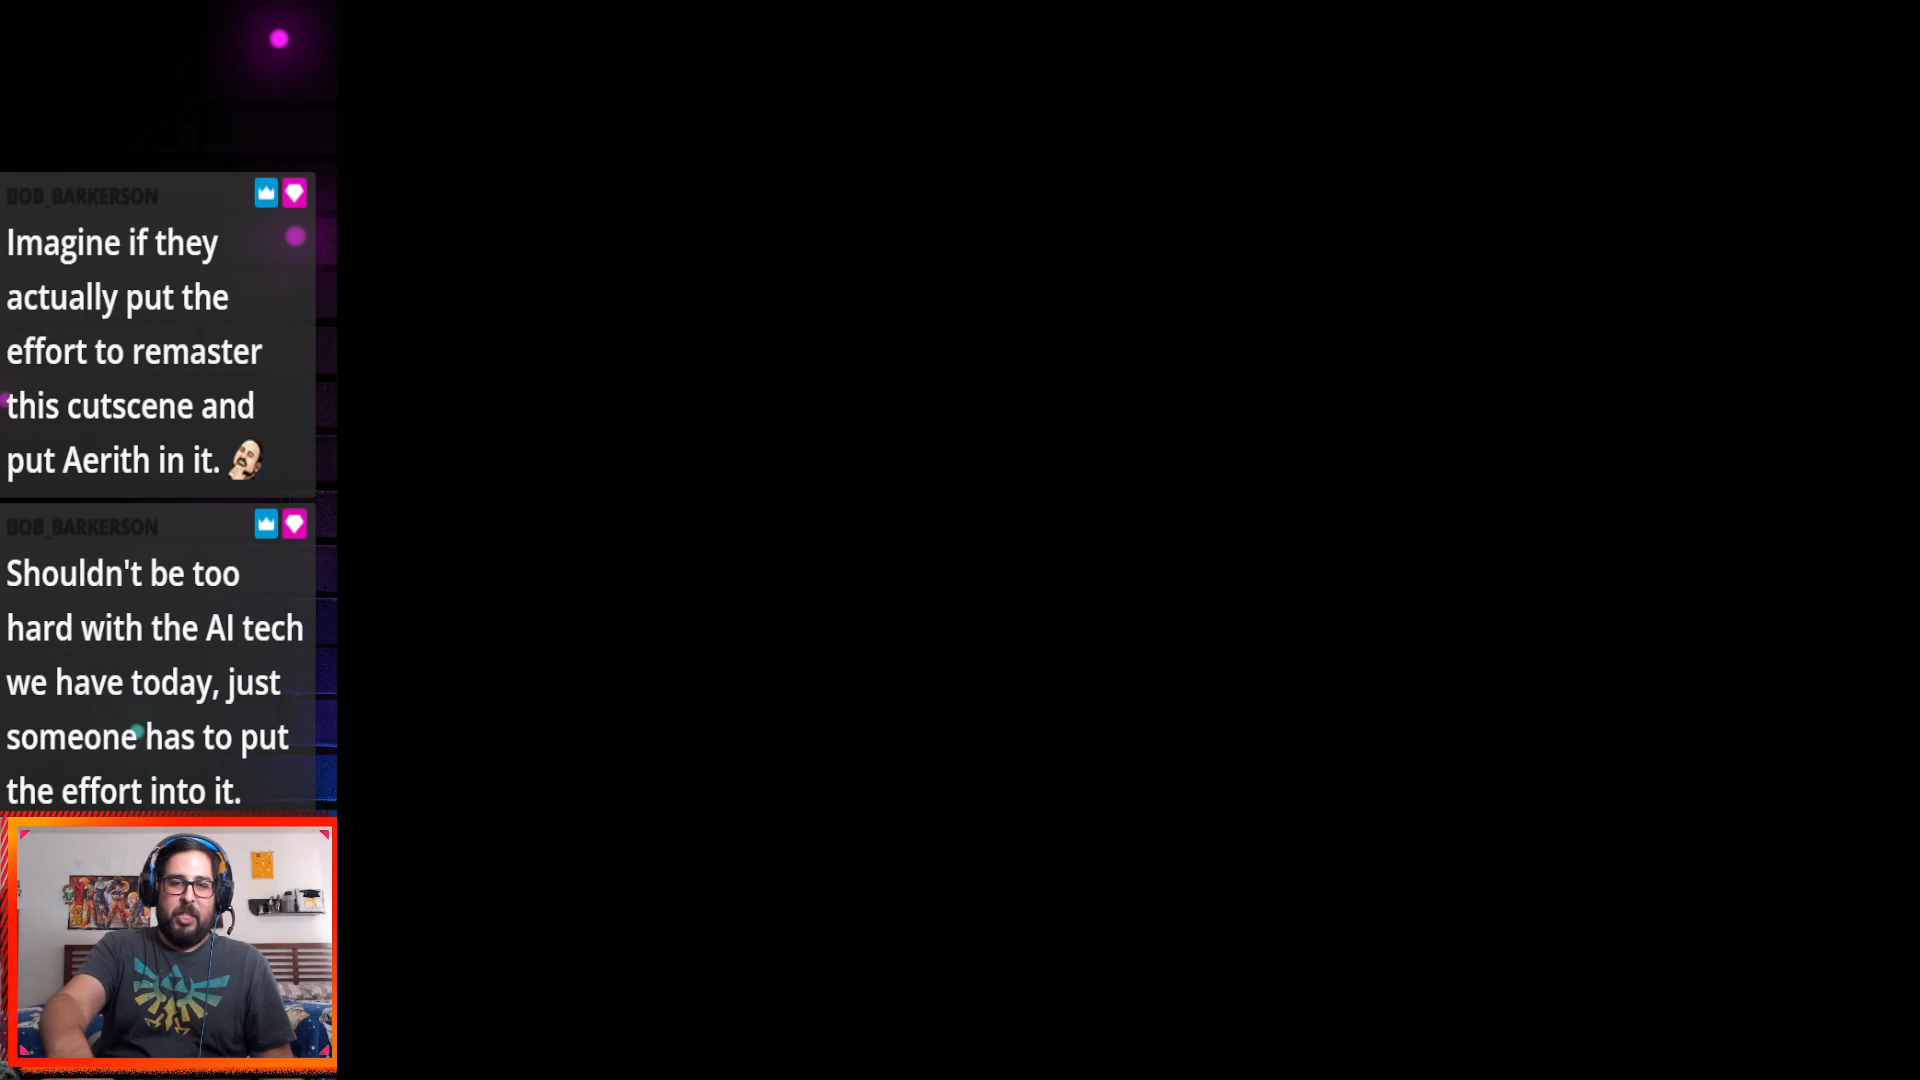 BOB_BARKERSON
Imagine if they
actually put the
effort to remaster
this cutscene and
put Aerith in it.
BOB_BARKERSON
Shouldn't be too
hard with the AI tech
we have today, just
someone has to put
the effort into it.